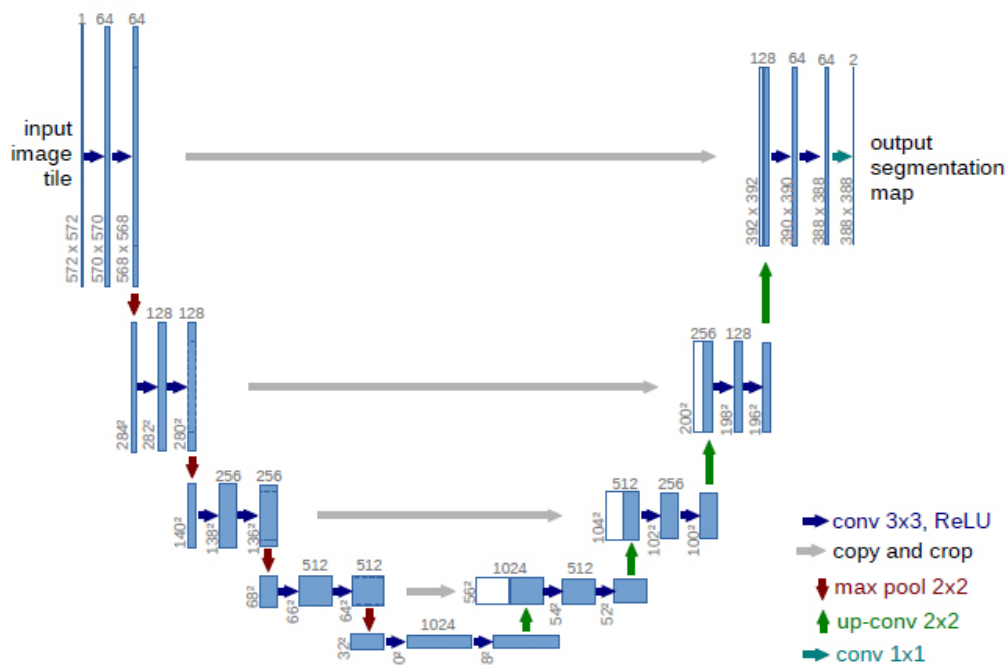 1 64 64
input
image
tile
572 x 572
570 x 570
568 x 568
128 64 64 2
output
segmentation
map
392 x 392
390 x 390
388 x 388
388 x 388
128 128
284²
282²
280²
256 128
200²
198²
196²
256 256
140²
138²
136²
512 256
104²
102²
100²
512 512
68²
66²
64²
1024 512
56²
54²
52²
1024
32²
0²
8²
conv 3x3, ReLU
copy and crop
max pool 2x2
up-conv 2x2
conv 1x1